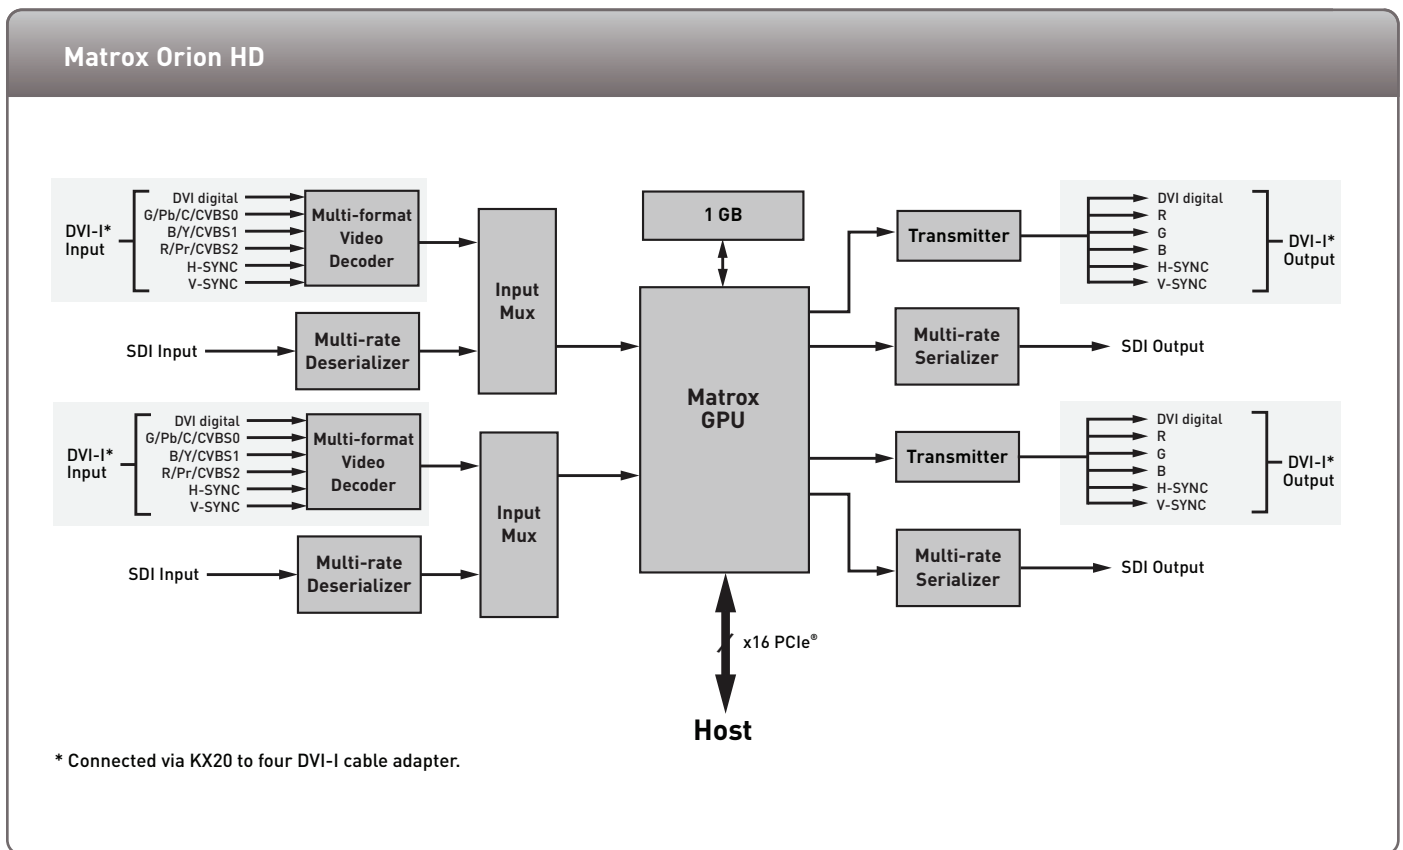 Matrox Orion HD
DVI-I*
Input
DVI digital
G/Pb/C/CVBS0
B/Y/CVBS1
R/Pr/CVBS2
H-SYNC
V-SYNC
Multi-format
Video
Decoder
SDI Input
Multi-rate
Deserializer
Input
Mux
DVI-I*
Input
DVI digital
G/Pb/C/CVBS0
B/Y/CVBS1
R/Pr/CVBS2
H-SYNC
V-SYNC
Multi-format
Video
Decoder
SDI Input
Multi-rate
Deserializer
Input
Mux
1 GB
Matrox
GPU
x16 PCIe®
Host
Transmitter
DVI digital
R
G
B
H-SYNC
V-SYNC
DVI-I*
Output
Multi-rate
Serializer
SDI Output
Transmitter
DVI digital
R
G
B
H-SYNC
V-SYNC
DVI-I*
Output
Multi-rate
Serializer
SDI Output
* Connected via KX20 to four DVI-I cable adapter.